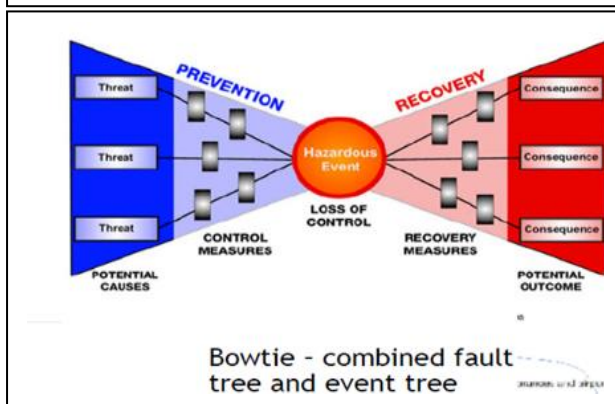 PREVENTION
RECOVERY
Threat
Consequence
Threat
Hazardous
Event
Consequence
Threat
Consequence
LOSS OF
CONTROL
CONTROL
MEASURES
RECOVERY
MEASURES
POTENTIAL
CAUSES
POTENTIAL
OUTCOME
Bowtie - combined fault
tree and event tree